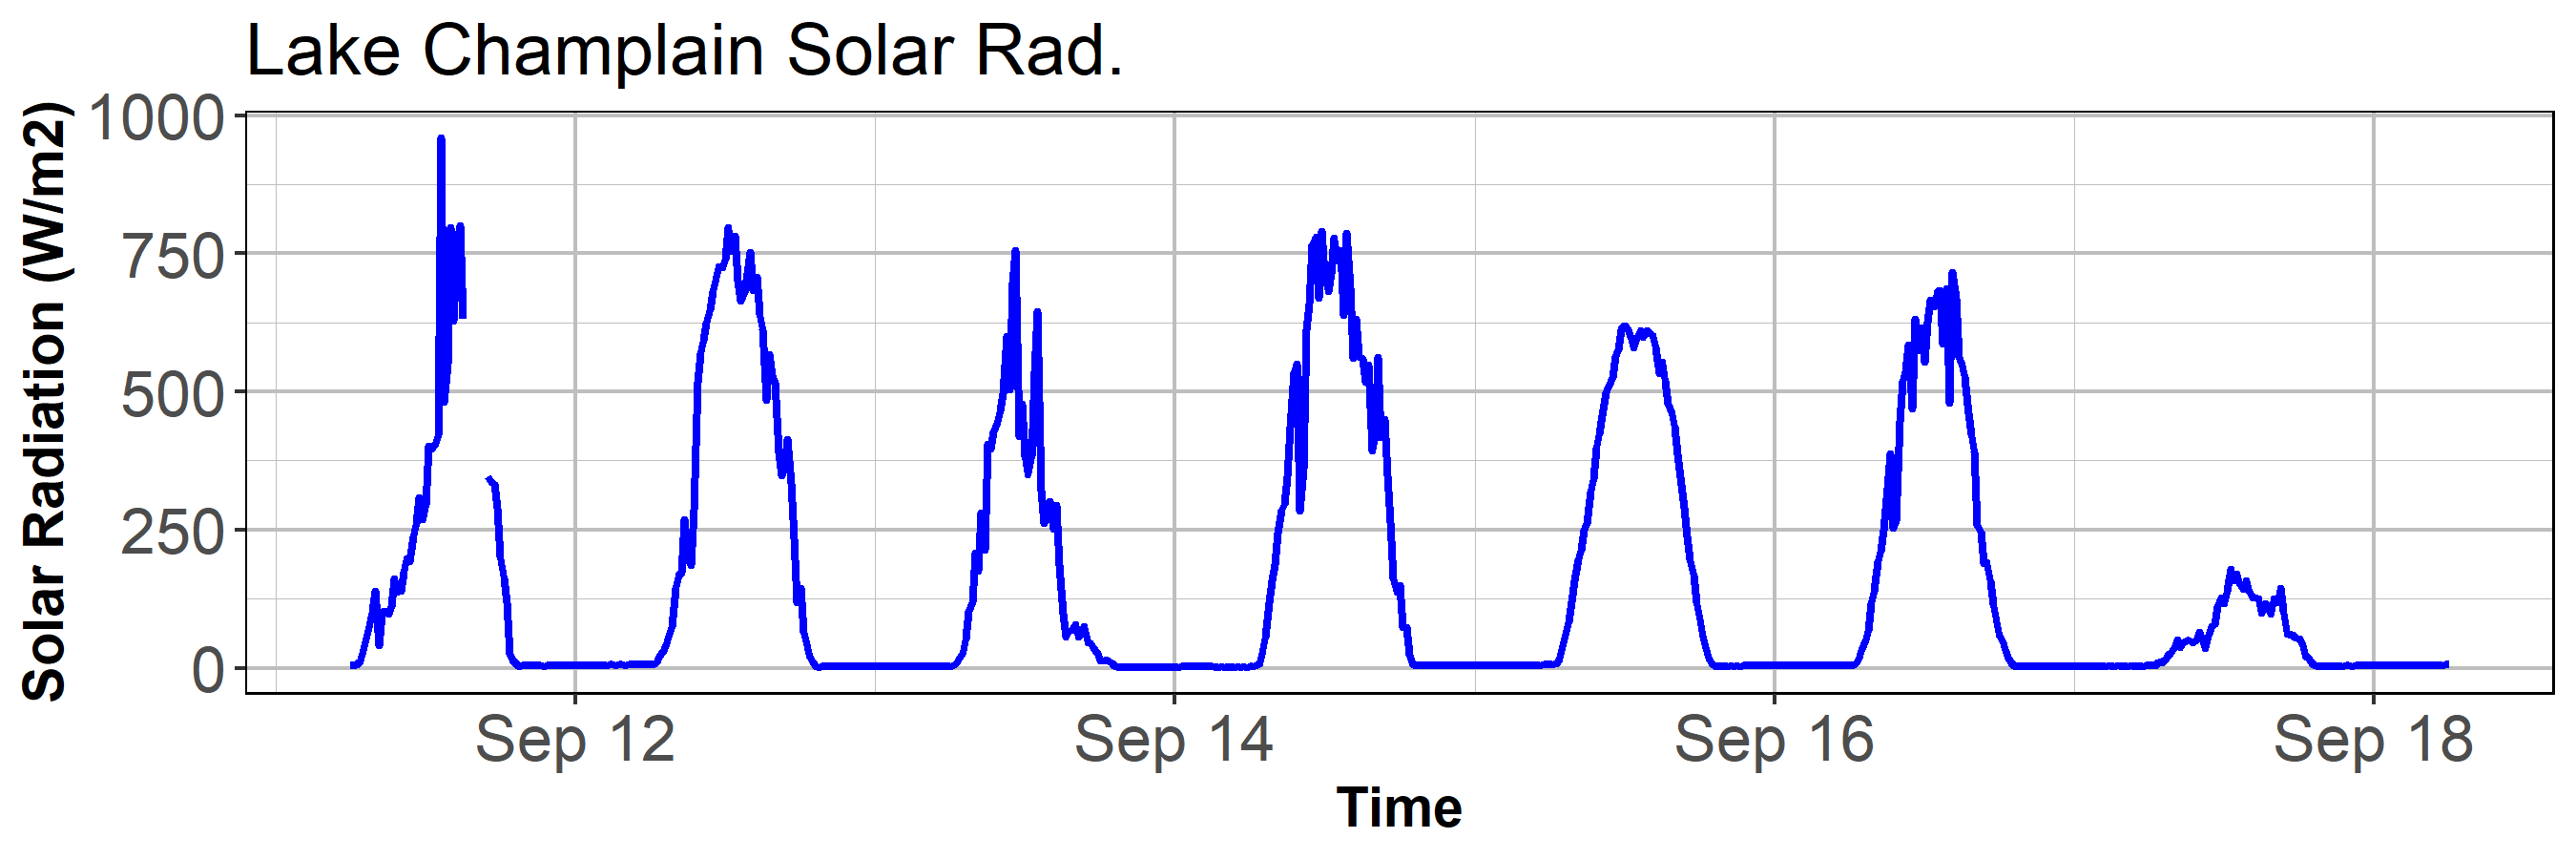 Lake Champlain Solar Rad.
Solar Radiation (W/m2)
1000
750
500
250
0
Sep 12 Sep 14 Sep 16 Sep 18
Time